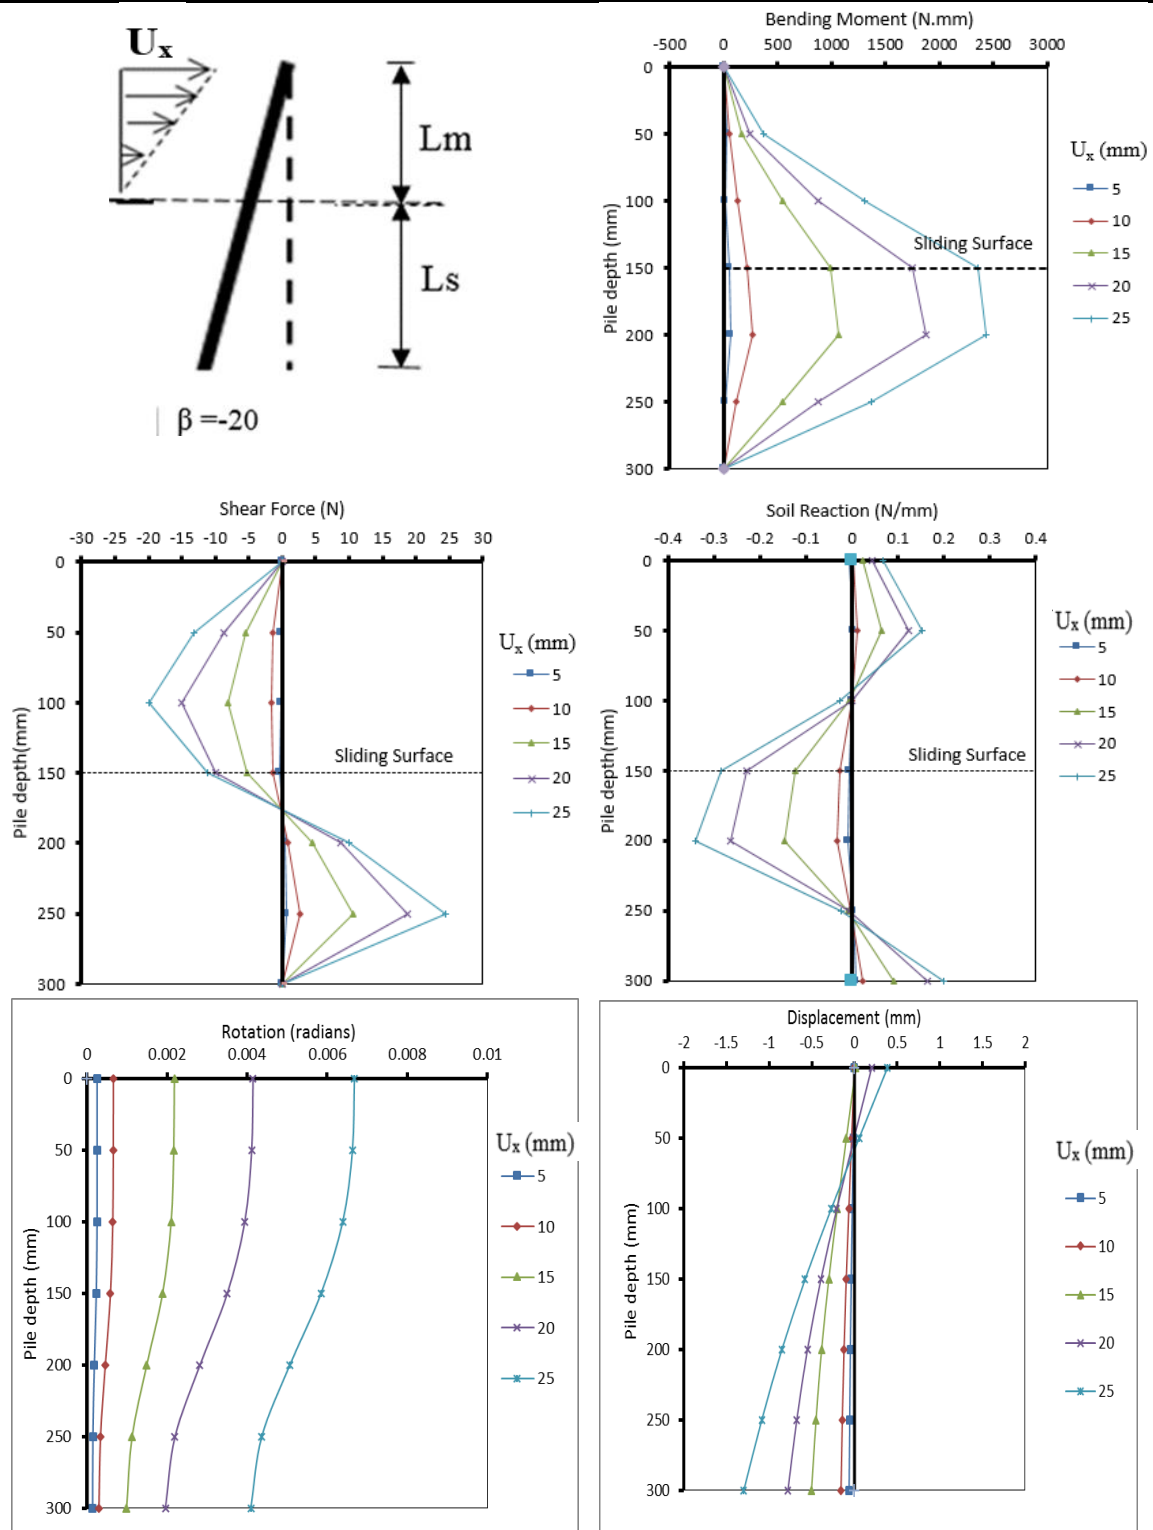 Uₓ
Lm
Ls
β =-20
Bending Moment (N.mm)
-500 0 500 1000 1500 2000 2500 3000
0
50
100
150
200
250
300
Pile depth (mm)
Sliding Surface
Uₓ (mm)
5
10
15
20
25
Shear Force (N)
-30 -25 -20 -15 -10 -5 0 5 10 15 20 25 30
0
50
100
150
200
250
300
Pile depth(mm)
Sliding Surface
Uₓ (mm)
5
10
15
20
25
Soil Reaction (N/mm)
-0.4 -0.3 -0.2 -0.1 0 0.1 0.2 0.3 0.4
0
50
100
150
200
250
300
Pile depth(mm)
Sliding Surface
Uₓ (mm)
5
10
15
20
25
Rotation (radians)
0 0.002 0.004 0.006 0.008 0.01
0
50
100
150
200
250
300
Pile depth (mm)
Uₓ (mm)
5
10
15
20
25
Displacement (mm)
-2 -1.5 -1 -0.5 0 0.5 1 1.5 2
0
50
100
150
200
250
300
Pile depth (mm)
Uₓ (mm)
5
10
15
20
25